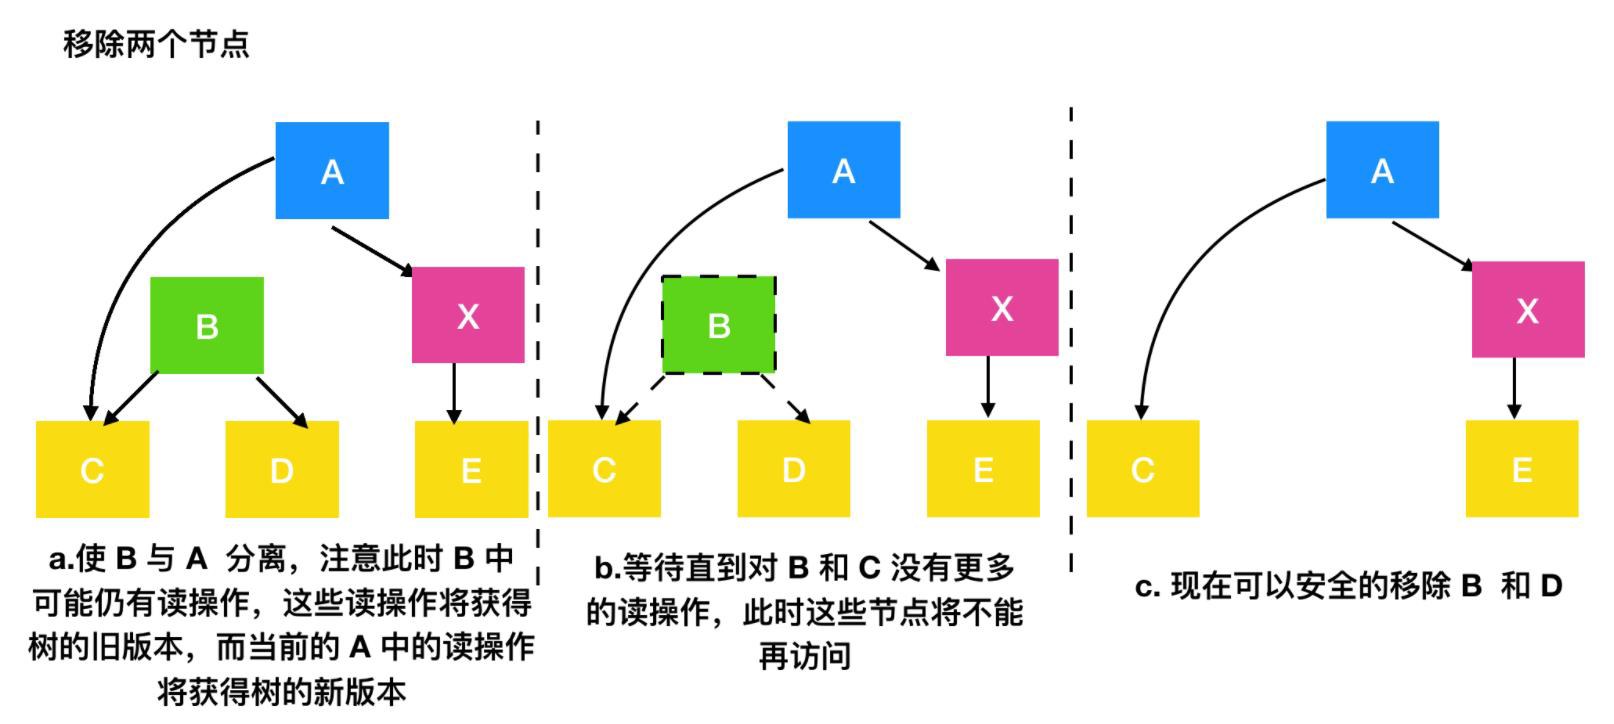 移除两个节点
A
B
X
C
D
E
a.使 B 与 A 分离，注意此时 B 中
可能仍有读操作，这些读操作将获得
树的旧版本，而当前的 A 中的读操作
将获得树的新版本
A
B
X
C
D
E
b.等待直到对 B 和 C 没有更多
的读操作，此时这些节点将不能
再访问
A
X
C
E
c. 现在可以安全的移除 B 和 D